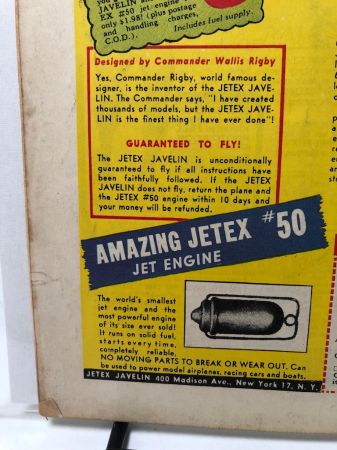 JAVELIN and
EX #50 jet engine
only $1.98! (plus postage
and handling charges.
C.O.D.). Includes fuel supply.
Designed by Commander Wallis Rigby
Yes, Commander Rigby, world famous de-
signer, is the inventor of the JETEX JAVE-
LIN. The Commander says, "I have created
thousands of models, but the JETEX JAVE-
LIN is the finest thing I have ever done"!
GUARANTEED TO FLY!
The JETEX JAVELIN is unconditionally
guaranteed to fly if all instructions have
been faithfully followed. If the JETEX
JAVELIN does not fly, return the plane and
the JETEX #50 engine within 10 days and
your money will be refunded.
AMAZING JETEX #50
JET ENGINE
The world's smallest
jet engine and the
most powerful engine
of its size ever sold!
It runs on solid fuel,
starts every time,
completely reliable.
NO MOVING PARTS TO BREAK OR WEAR OUT. Can
be used to power model airplanes, racing cars and boats.
JETEX JAVELIN 400 Madison Ave., New York 17, N. Y.